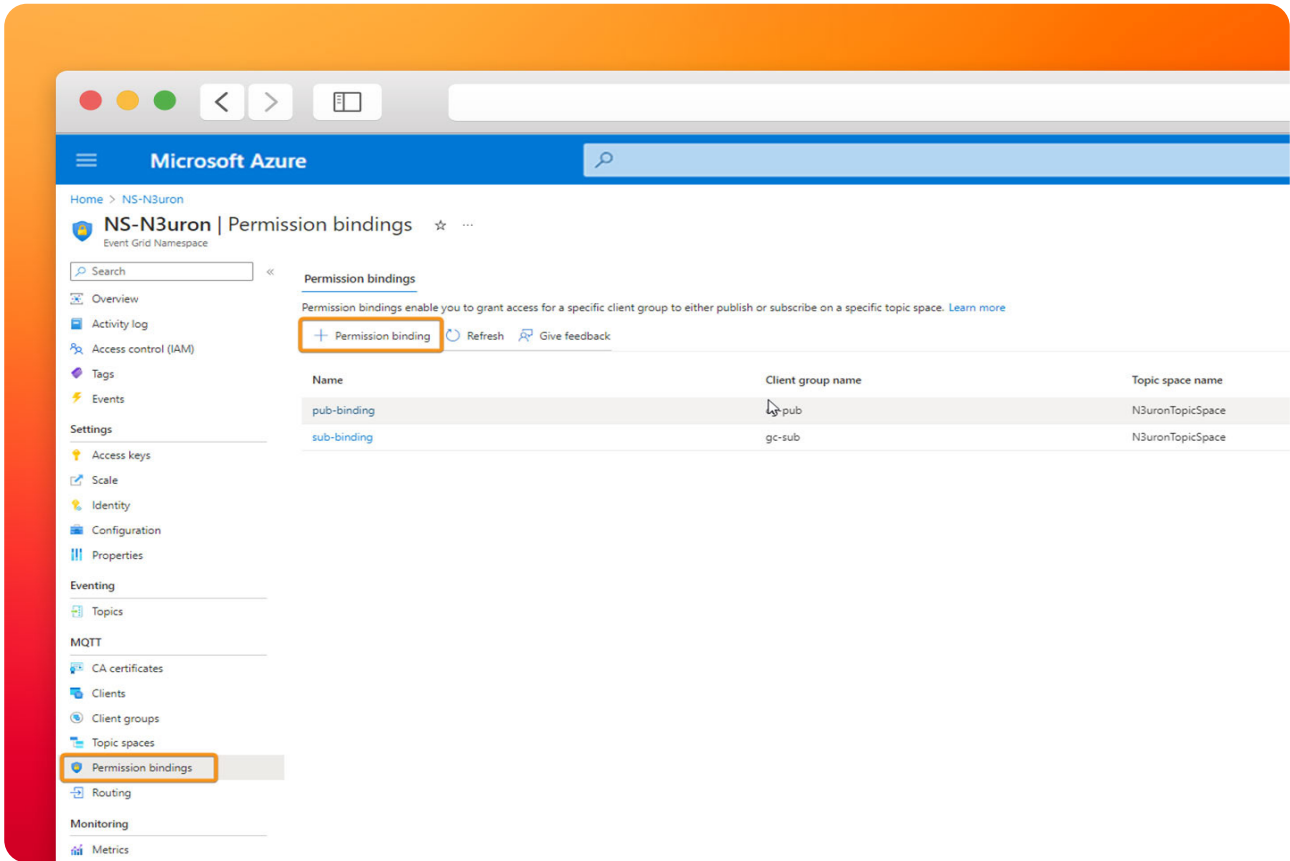 Microsoft Azure
Home > NS-N3uron
NS-N3uron | Permission bindings
Event Grid Namespace
Search
Overview
Activity log
Access control (IAM)
Tags
Events
Settings
Access keys
Scale
Identity
Configuration
Properties
Eventing
Topics
MQTT
CA certificates
Clients
Client groups
Topic spaces
Permission bindings
Routing
Monitoring
Metrics
Permission bindings
Permission bindings enable you to grant access for a specific client group to either publish or subscribe on a specific topic space. Learn more
Permission binding Refresh Give feedback
Name Client group name Topic space name
pub-binding N3uronTopicSpace
sub-binding gc-sub N3uronTopicSpace